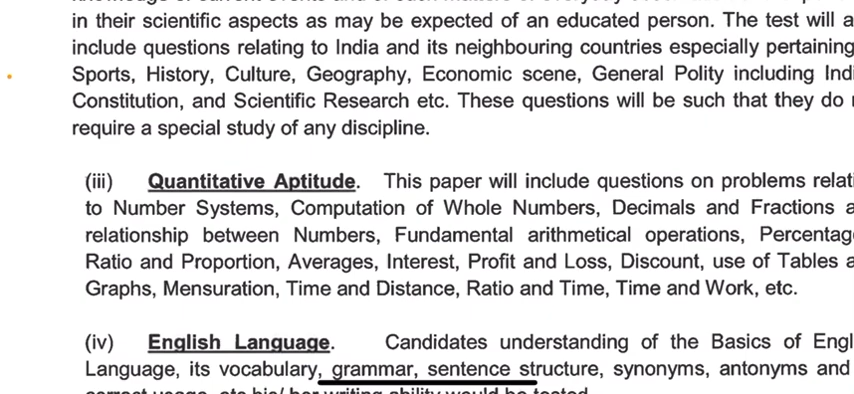 in their scientific aspects as may be expected of an educated person. The test will a
include questions relating to India and its neighbouring countries especially pertaining
Sports, History, Culture, Geography, Economic scene, General Polity including Ind
Constitution, and Scientific Research etc. These questions will be such that they do
require a special study of any discipline.
(iii) Quantitative Aptitude. This paper will include questions on problems relati
to Number Systems, Computation of Whole Numbers, Decimals and Fractions a
relationship between Numbers, Fundamental arithmetical operations, Percentag
Ratio and Proportion, Averages, Interest, Profit and Loss, Discount, use of Tables a
Graphs, Mensuration, Time and Distance, Ratio and Time, Time and Work, etc.
(iv) English Language. Candidates understanding of the Basics of Engl
Language, its vocabulary, grammar, sentence structure, synonyms, antonyms and